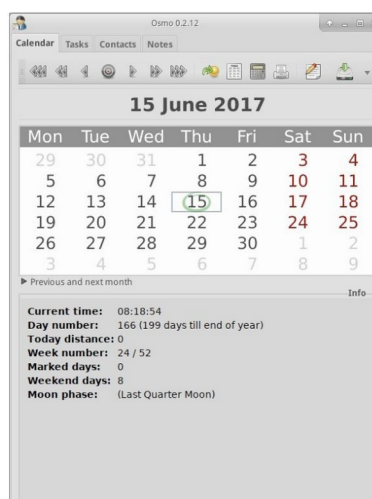 Osmo 0.2.12
Calendar Tasks Contacts Notes
15 June 2017
Mon Tue Wed Thu Fri Sat Sun
29 30 31 1 2 3 4
5 6 7 8 9 10 11
12 13 14 15 16 17 18
19 20 21 22 23 24 25
26 27 28 29 30 1 2
3 4 5 6 7 8 9
Previous and next month
Info
Current time: 08:18:54
Day number: 166 (199 days till end of year)
Today distance: 0
Week number: 24 / 52
Marked days: 0
Weekend days: 8
Moon phase: (Last Quarter Moon)